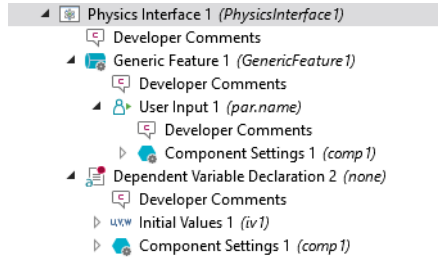 Physics Interface 1 (PhysicsInterface1)
c Developer Comments
Generic Feature 1 (GenericFeature1)
c Developer Comments
User Input 1 (par.name)
c Developer Comments
Component Settings 1 (comp1)
Dependent Variable Declaration 2 (none)
c Developer Comments
u,v,w Initial Values 1 (iv1)
Component Settings 1 (comp1)